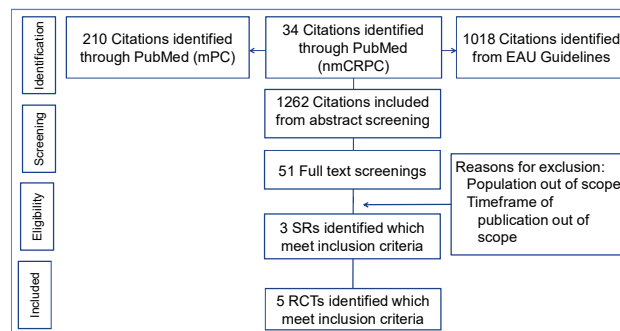 Identification
210 Citations identified
through PubMed (mPC)
34 Citations identified
through PubMed
(nmCRPC)
1018 Citations identified
from EAU Guidelines
Screening
1262 Citations included
from abstract screening
51 Full text screenings
Reasons for exclusion:
Population out of scope
Timeframe of
publication out of
scope
Eligibility
3 SRs identified which
meet inclusion criteria
Included
5 RCTs identified which
meet inclusion criteria